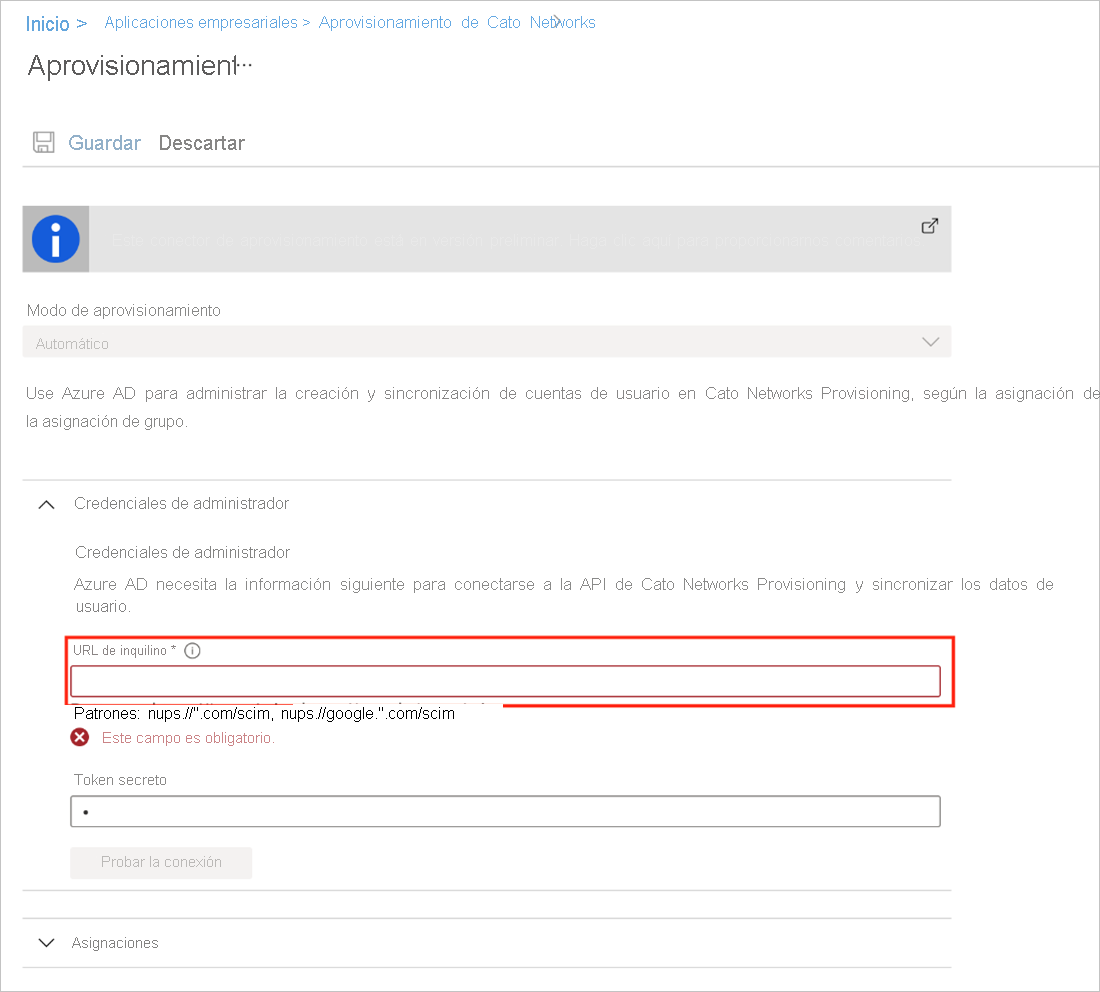 Inicio > Aplicaciones empresariales > Aprovisionamiento de Cato Networks
Aprovisionamient...
Guardar Descartar
Modo de aprovisionamiento
Automático
Use Azure AD para administrar la creación y sincronización de cuentas de usuario en Cato Networks Provisioning, según la asignación de
la asignación de grupo.
Credenciales de administrador
Credenciales de administrador
Azure AD necesita la información siguiente para conectarse a la API de Cato Networks Provisioning y sincronizar los datos de
usuario.
URL de inquilino *
Patrones: nups.//".com/scim, nups.//google.".com/scim
Este campo es obligatorio.
Token secreto
Probar la conexión
Asignaciones